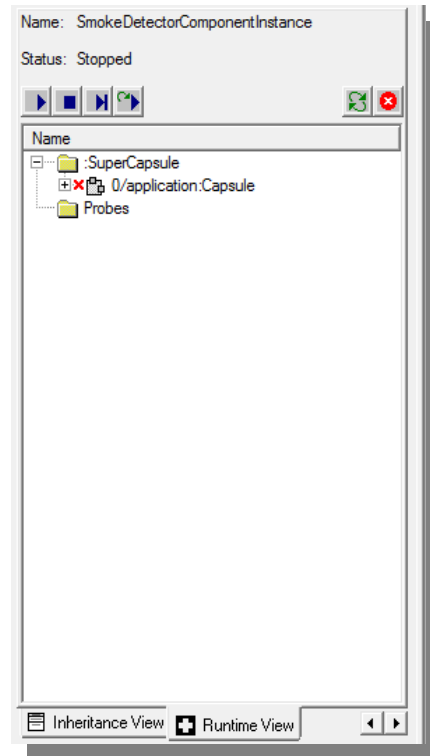 Name: SmokeDetectorComponentInstance
Status: Stopped
Name
:SuperCapsule
0/application:Capsule
Probes
Inheritance View Runtime View